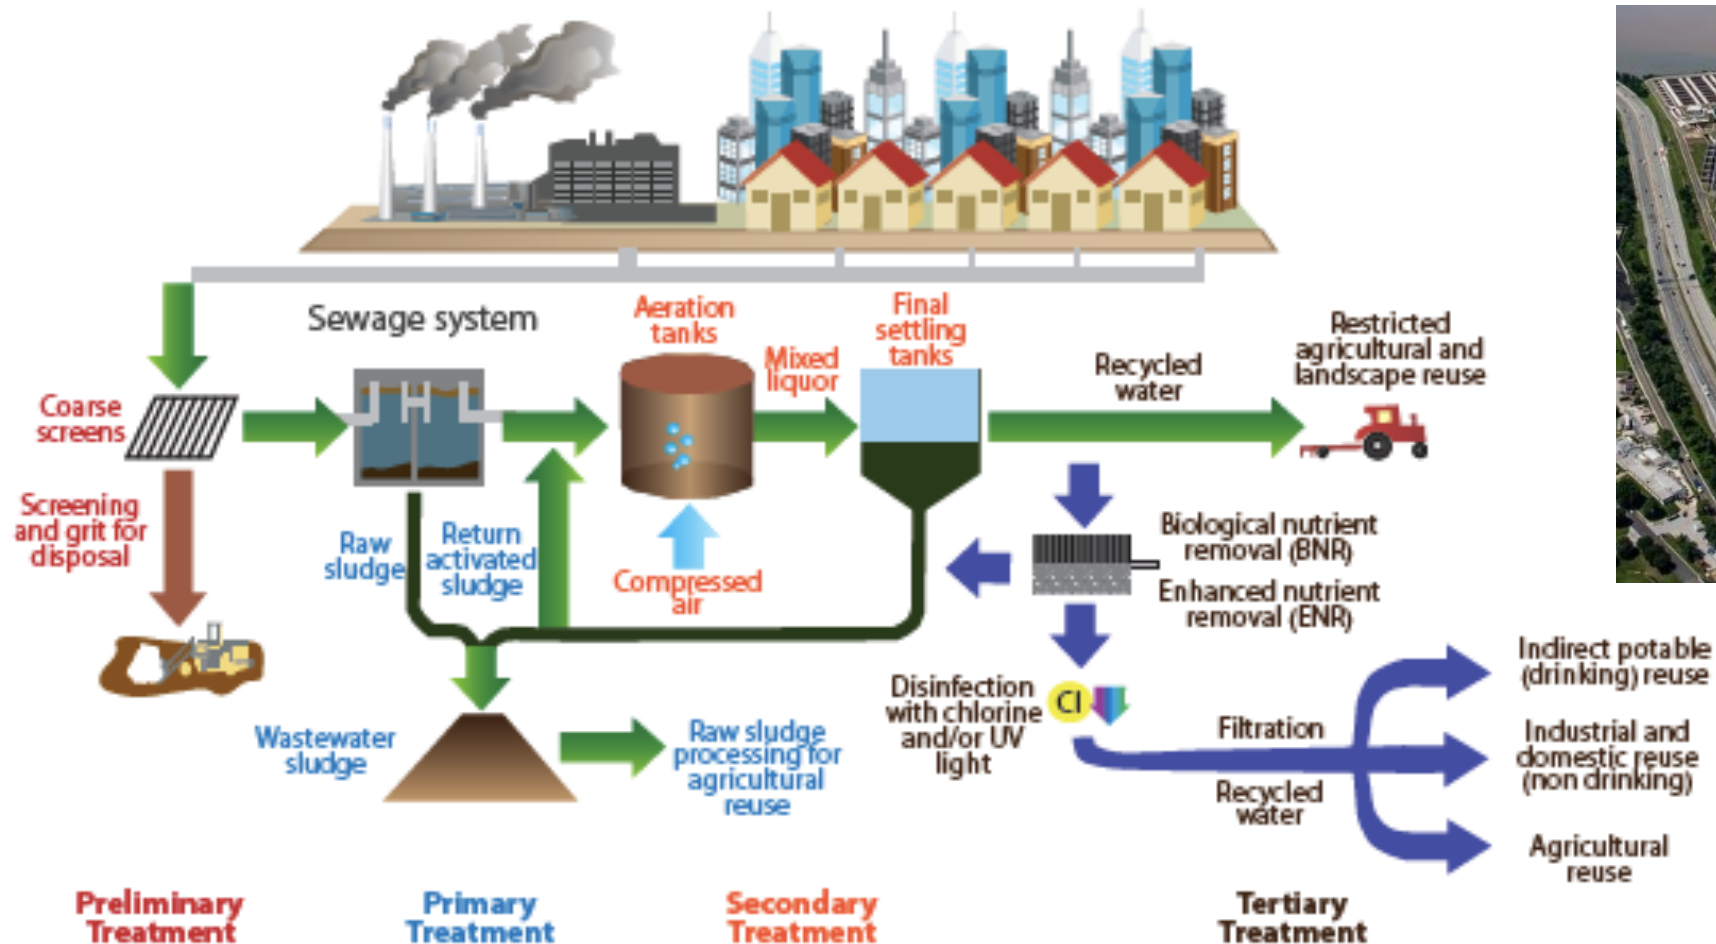 Sewage system
Aeration
tanks
Mixed
liquor
Final
settling
tanks
Recycled
water
Restricted
agricultural and
landscape reuse
Coarse
screens
Screening
and grit for
disposal
Raw
sludge
Return
activated
sludge
Compressed
air
Biological nutrient
removal (BNR)
Enhanced nutrient
removal (ENR)
Wastewater
sludge
Raw sludge
processing for
agricultural
reuse
Disinfection
with chlorine
and/or UV
light
Cl
Filtration
Recycled
water
Indirect potable
(drinking) reuse
Industrial and
domestic reuse
(non drinking)
Agricultural
reuse
Preliminary
Treatment
Primary
Treatment
Secondary
Treatment
Tertiary
Treatment